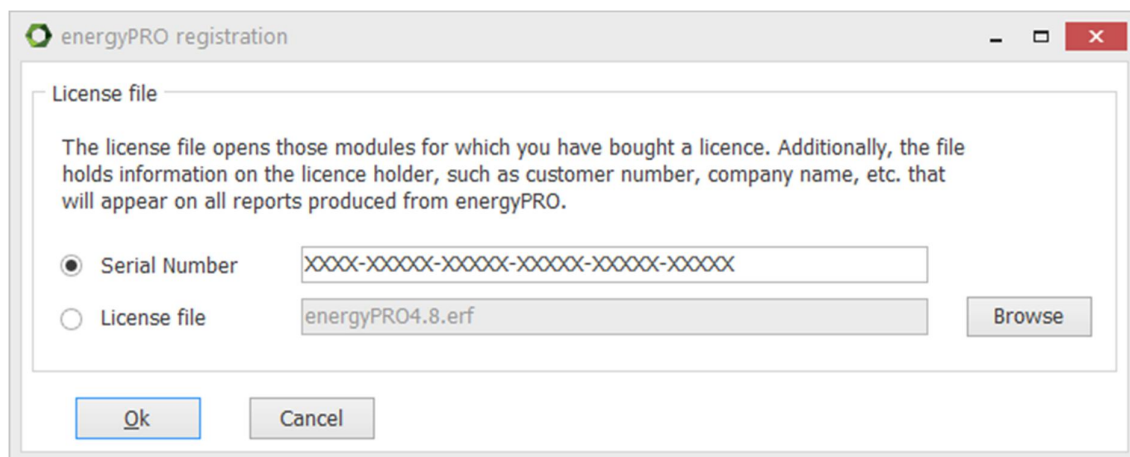 energyPRO registration
License file
The license file opens those modules for which you have bought a licence. Additionally, the file
holds information on the licence holder, such as customer number, company name, etc. that
will appear on all reports produced from energyPRO.
Serial Number XXXX-XXXXX-XXXXX-XXXXX-XXXXX-XXXXX
License file energyPRO4.8.erf Browse
Ok Cancel